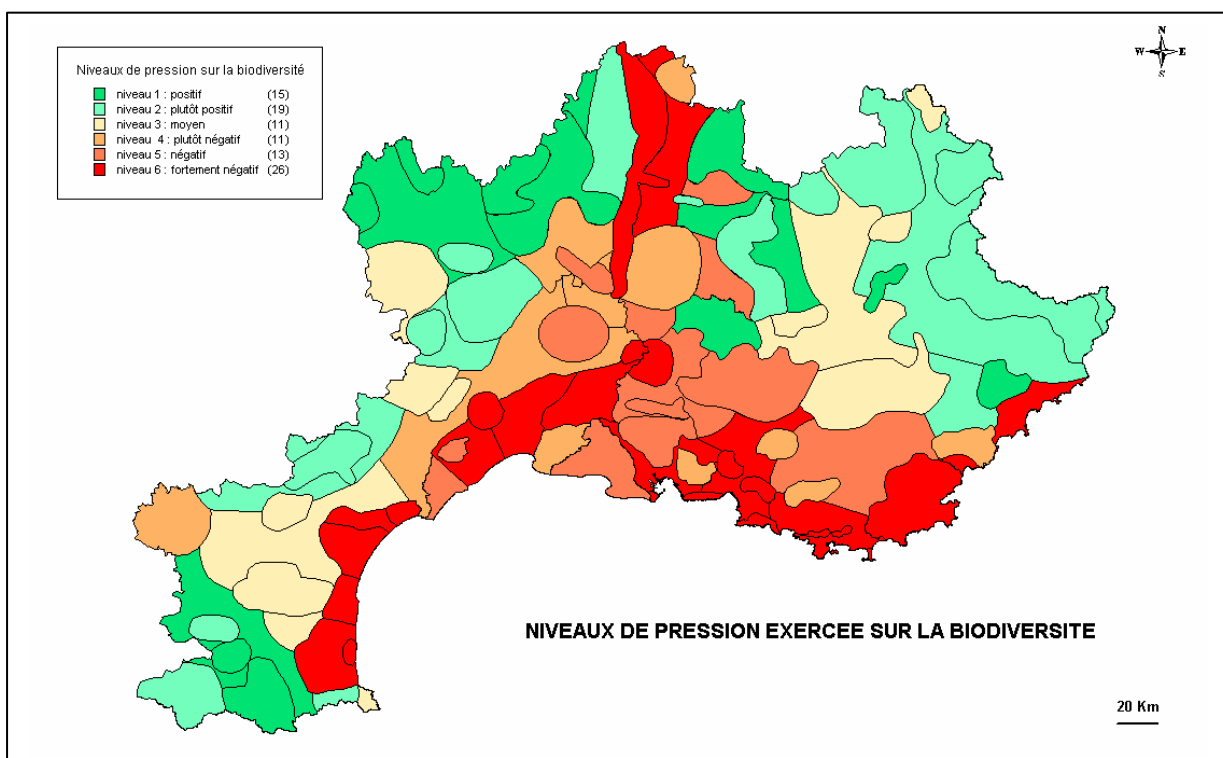 N
W E
S
Niveaux de pression sur la biodiversité
niveau 1 : positif (15)
niveau 2 : plutôt positif (19)
niveau 3 : moyen (11)
niveau 4 : plutôt négatif (11)
niveau 5 : négatif (13)
niveau 6 : fortement négatif (26)
NIVEAUX DE PRESSION EXERCEE SUR LA BIODIVERSITE
20 Km